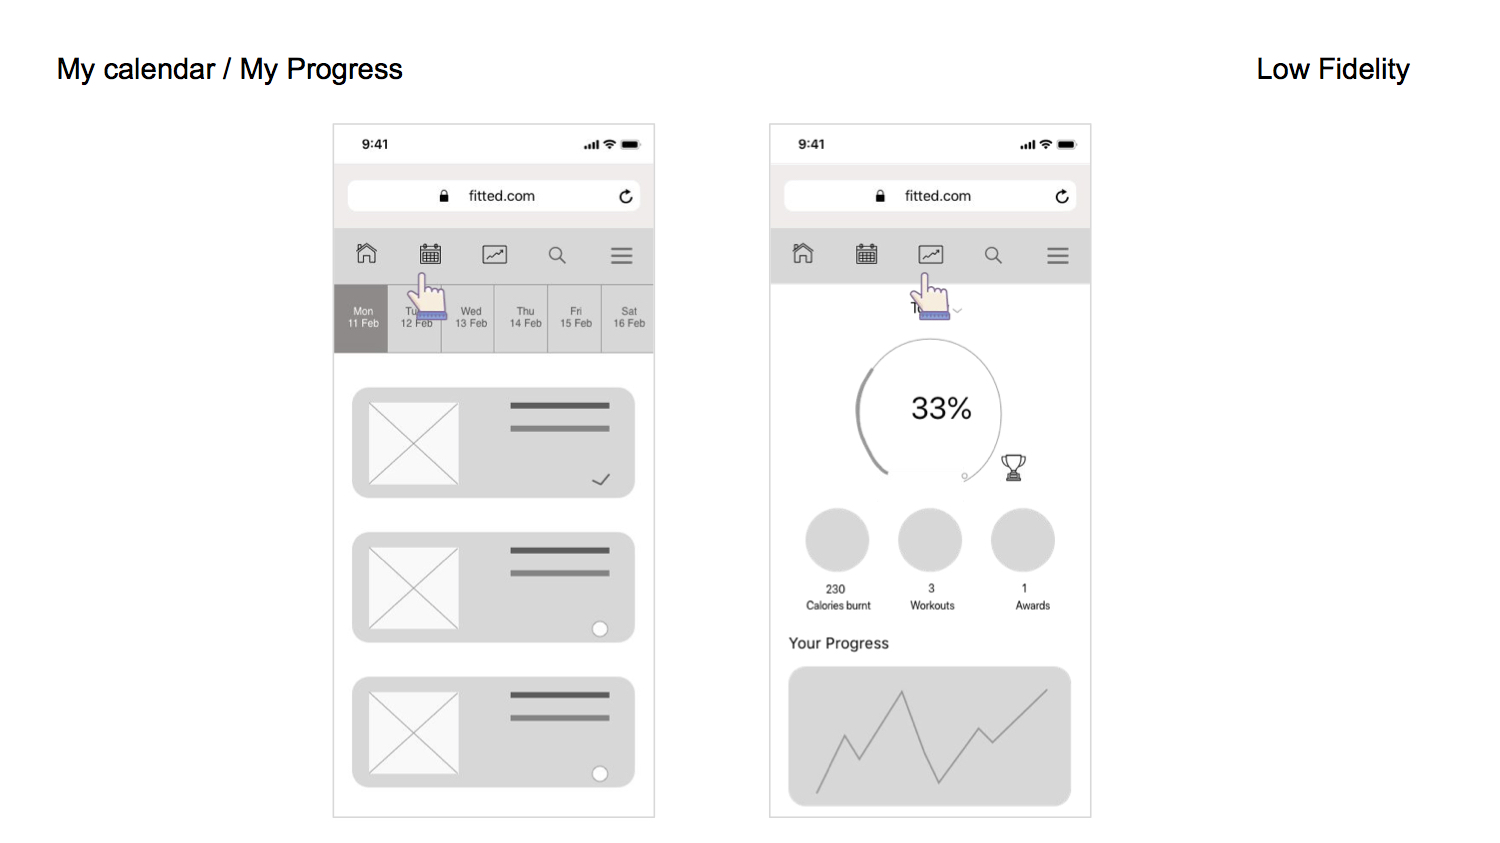 My calendar / My Progress
Low Fidelity
9:41
fitted.com
Mon
11 Feb
12 Feb
Wed
13 Feb
Thu
14 Feb
Fri
15 Feb
Sat
16 Feb
9:41
fitted.com
33%
230
Calories burnt
3
Workouts
1
Awards
Your Progress